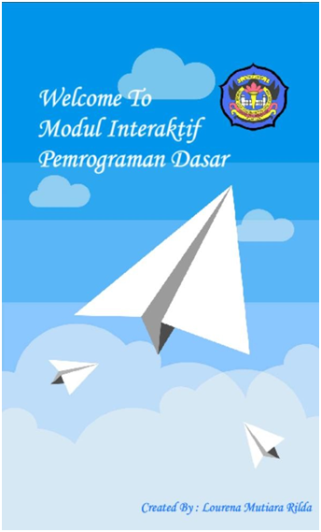 Welcome To
Modul Interaktif
Pemrograman Dasar
Created By : Lourena Mutiara Rilda